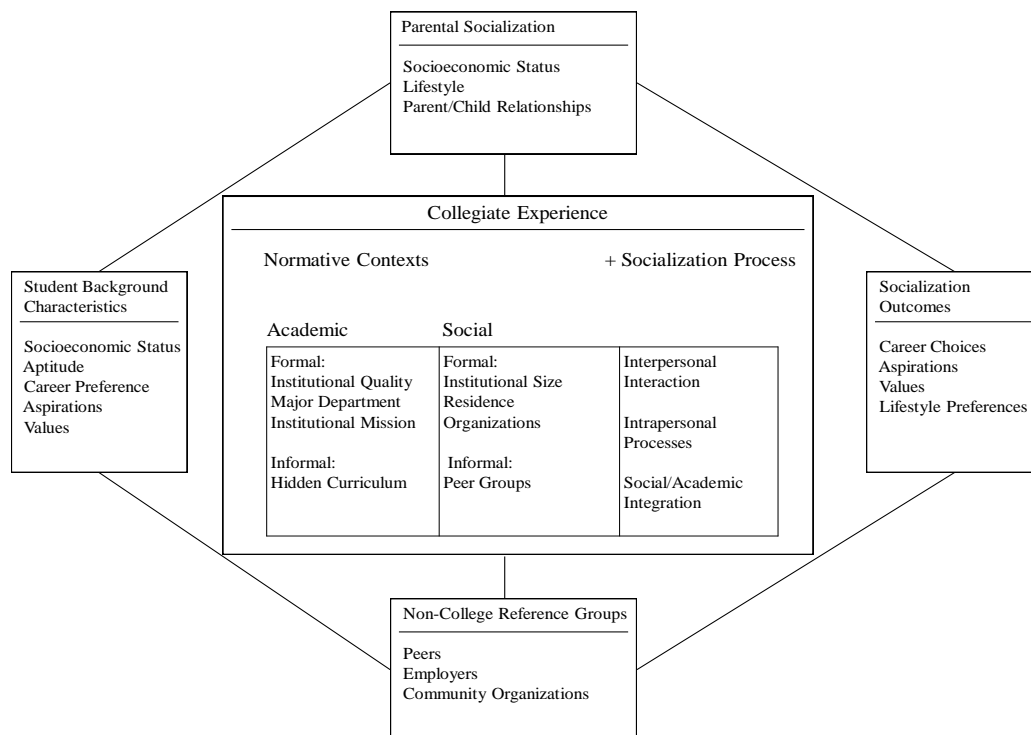 Parental Socialization
Socioeconomic Status
Lifestyle
Parent/Child Relationships
Collegiate Experience
Normative Contexts
+ Socialization Process
Student Background
Characteristics
Socioeconomic Status
Aptitude
Career Preference
Aspirations
Values
Academic
Formal:
Institutional Quality
Major Department
Institutional Mission
Informal:
Hidden Curriculum
Social
Formal:
Institutional Size
Residence
Organizations
Informal:
Peer Groups
Interpersonal
Interaction
Intrapersonal
Processes
Social/Academic
Integration
Socialization
Outcomes
Career Choices
Aspirations
Values
Lifestyle Preferences
Non-College Reference Groups
Peers
Employers
Community Organizations